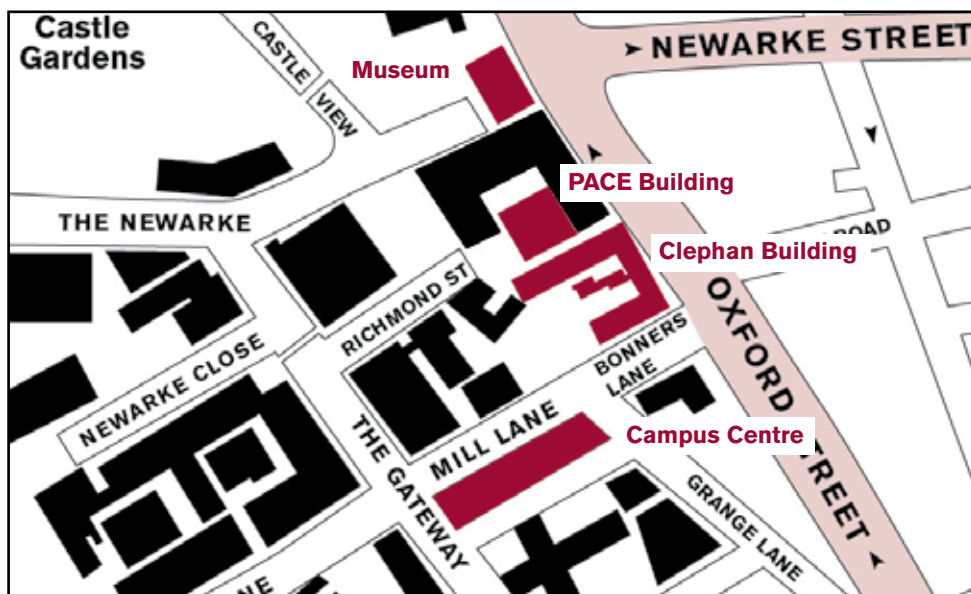 Castle
Gardens
CASTLE
VIEW
Museum
NEWARKE STREET
PACE Building
THE NEWARKE
ROAD
Clephan Building
RICHMOND ST
OXFORD STREET
BONNERS
LANE
NEWARKE CLOSE
MILL LANE
Campus Centre
THE GATEWAY
GRANGE LANE